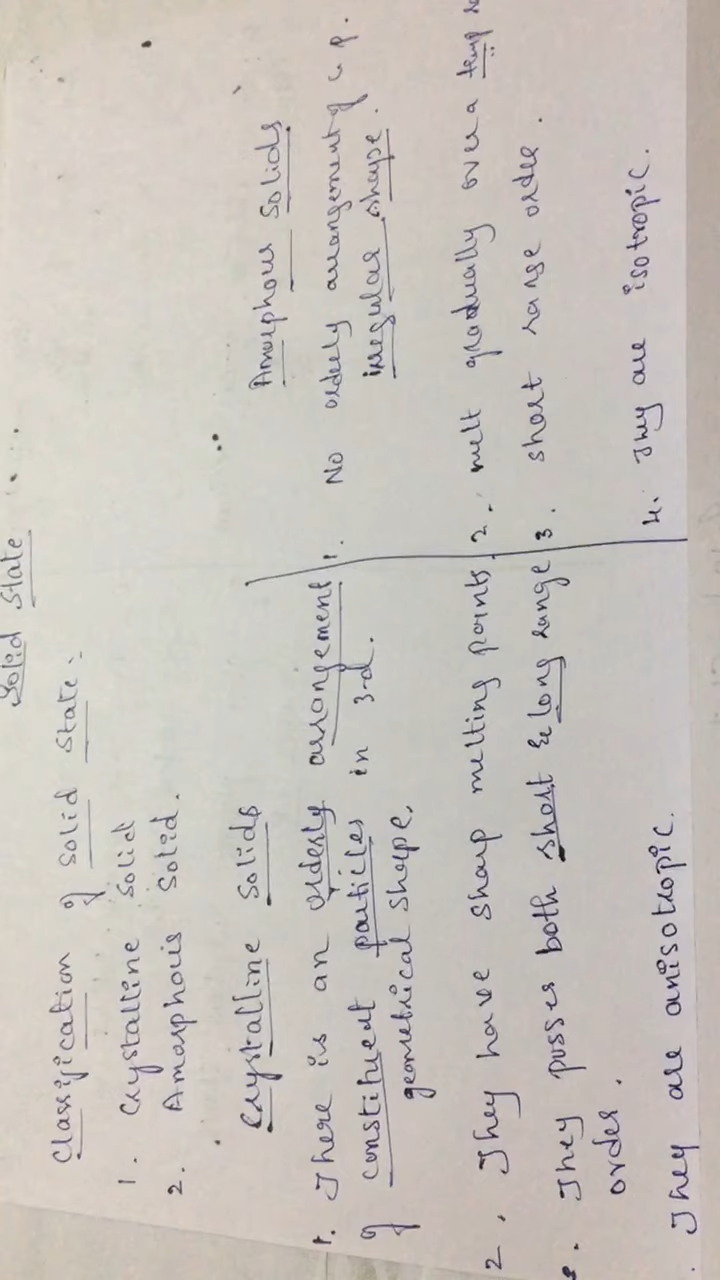 Solid State
Classification of Solid State :
1. Crystalline Solid
2. Amorphous Solid.
Crystalline Solids
1. There is an orderly arrangement
of constituent particles in 3-d.
geometrical shape.
2. They have sharp melting points
They posses both short & long range
order.
They are anisotropic.
Amorphous Solids
1. No orderly arrangement of c.p.
irregular shape.
2. melt gradually over a temp
3. short range order.
4. They are isotropic.